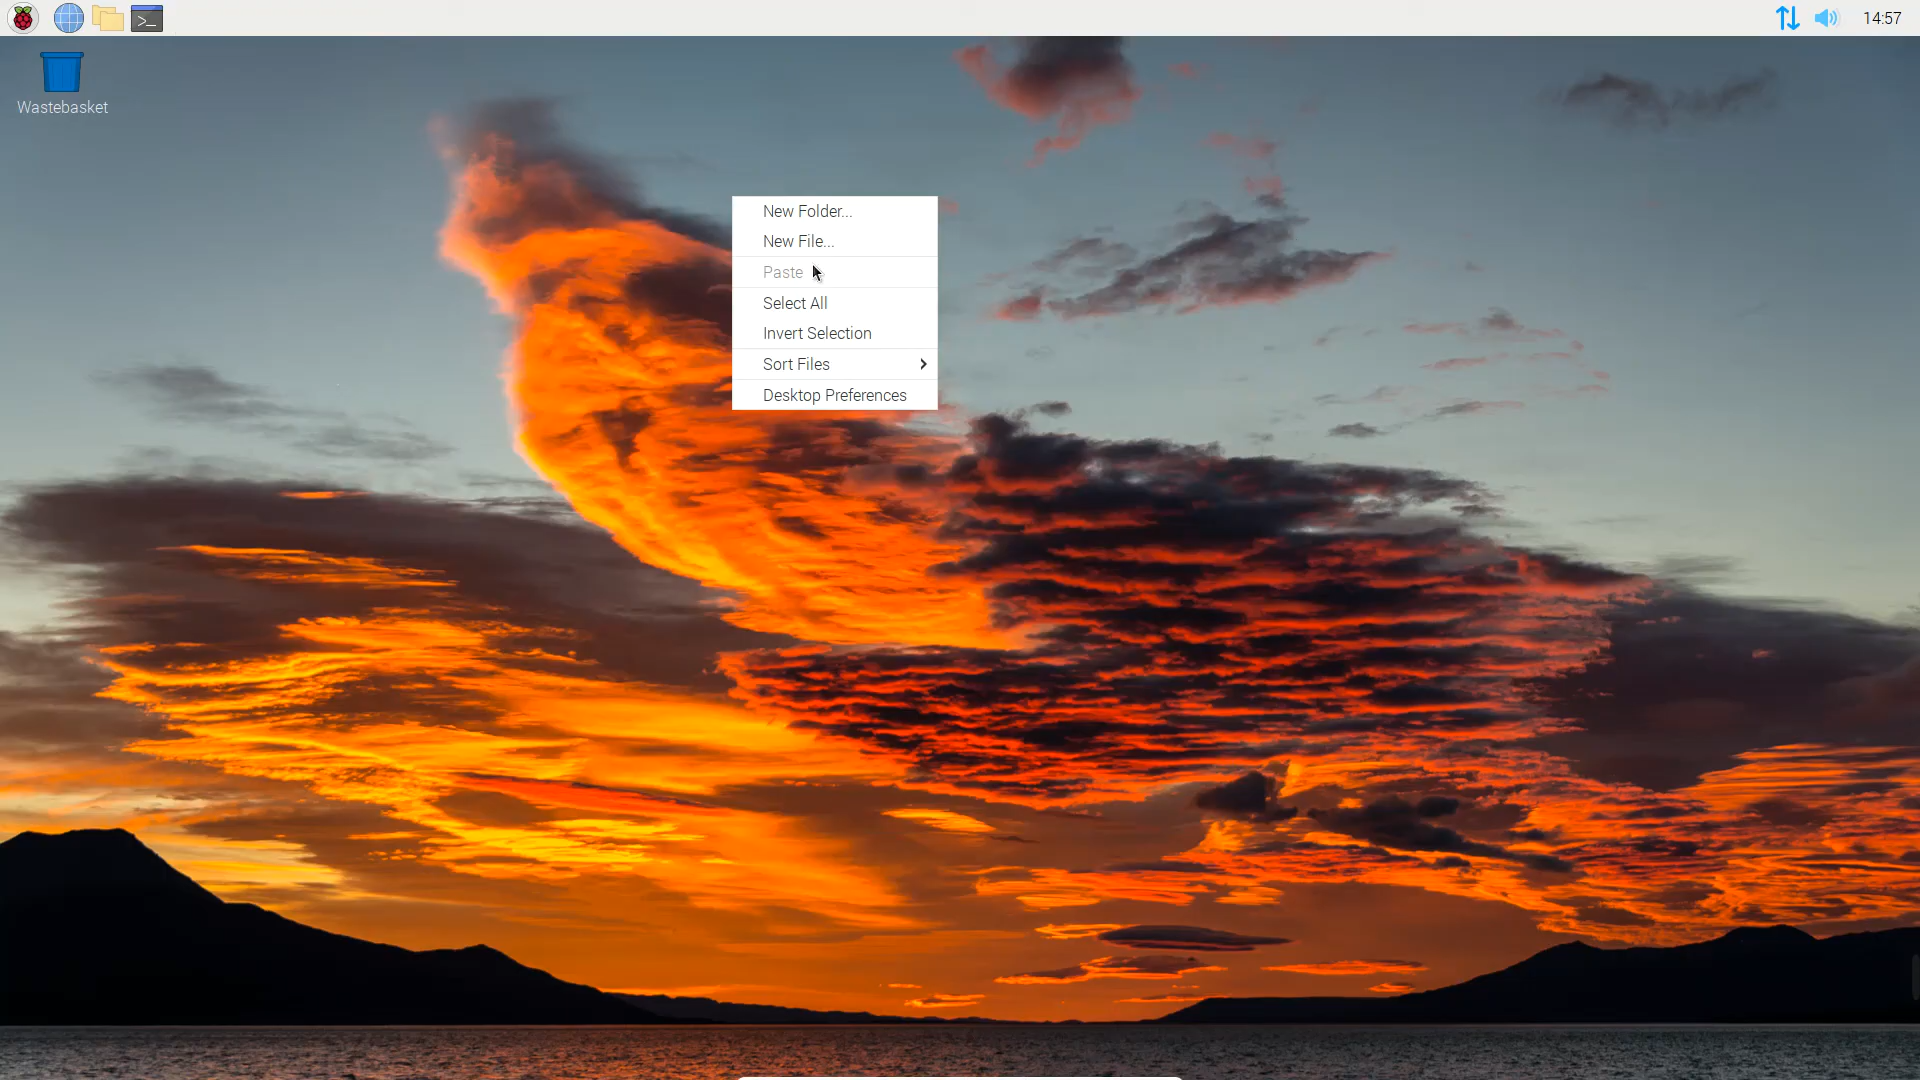 14:57
Wastebasket
New Folder...
New File...
Paste
Select All
Invert Selection
Sort Files
Desktop Preferences